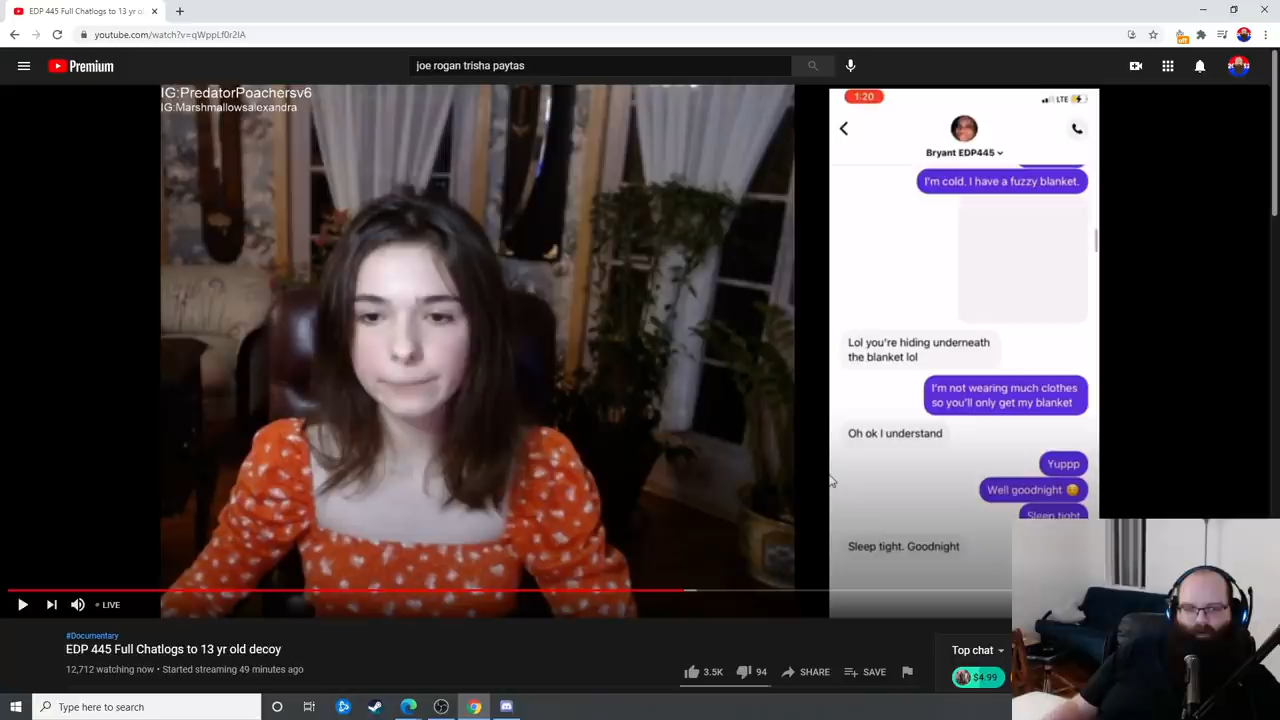 EDP 445 Full Chatlogs to 13 yr ol
youtube.com/watch?v=qWppLf0r2IA
Premium
joe rogan trisha paytas
IG:PredatorPoachersv6
IG:Marshmallowsalexandra
1:20
LTE
Bryant EDP445
I'm cold. I have a fuzzy blanket.
Lol you're hiding underneath
the blanket lol
I'm not wearing much clothes
so you'll only get my blanket
Oh ok I understand
Yuppp
Well goodnight 😊
Sleep tight
Sleep tight. Goodnight
• LIVE
#Documentary
EDP 445 Full Chatlogs to 13 yr old decoy
12,712 watching now • Started streaming 49 minutes ago
3.5K
94
SHARE
SAVE
Top chat
$4.99
Type here to search